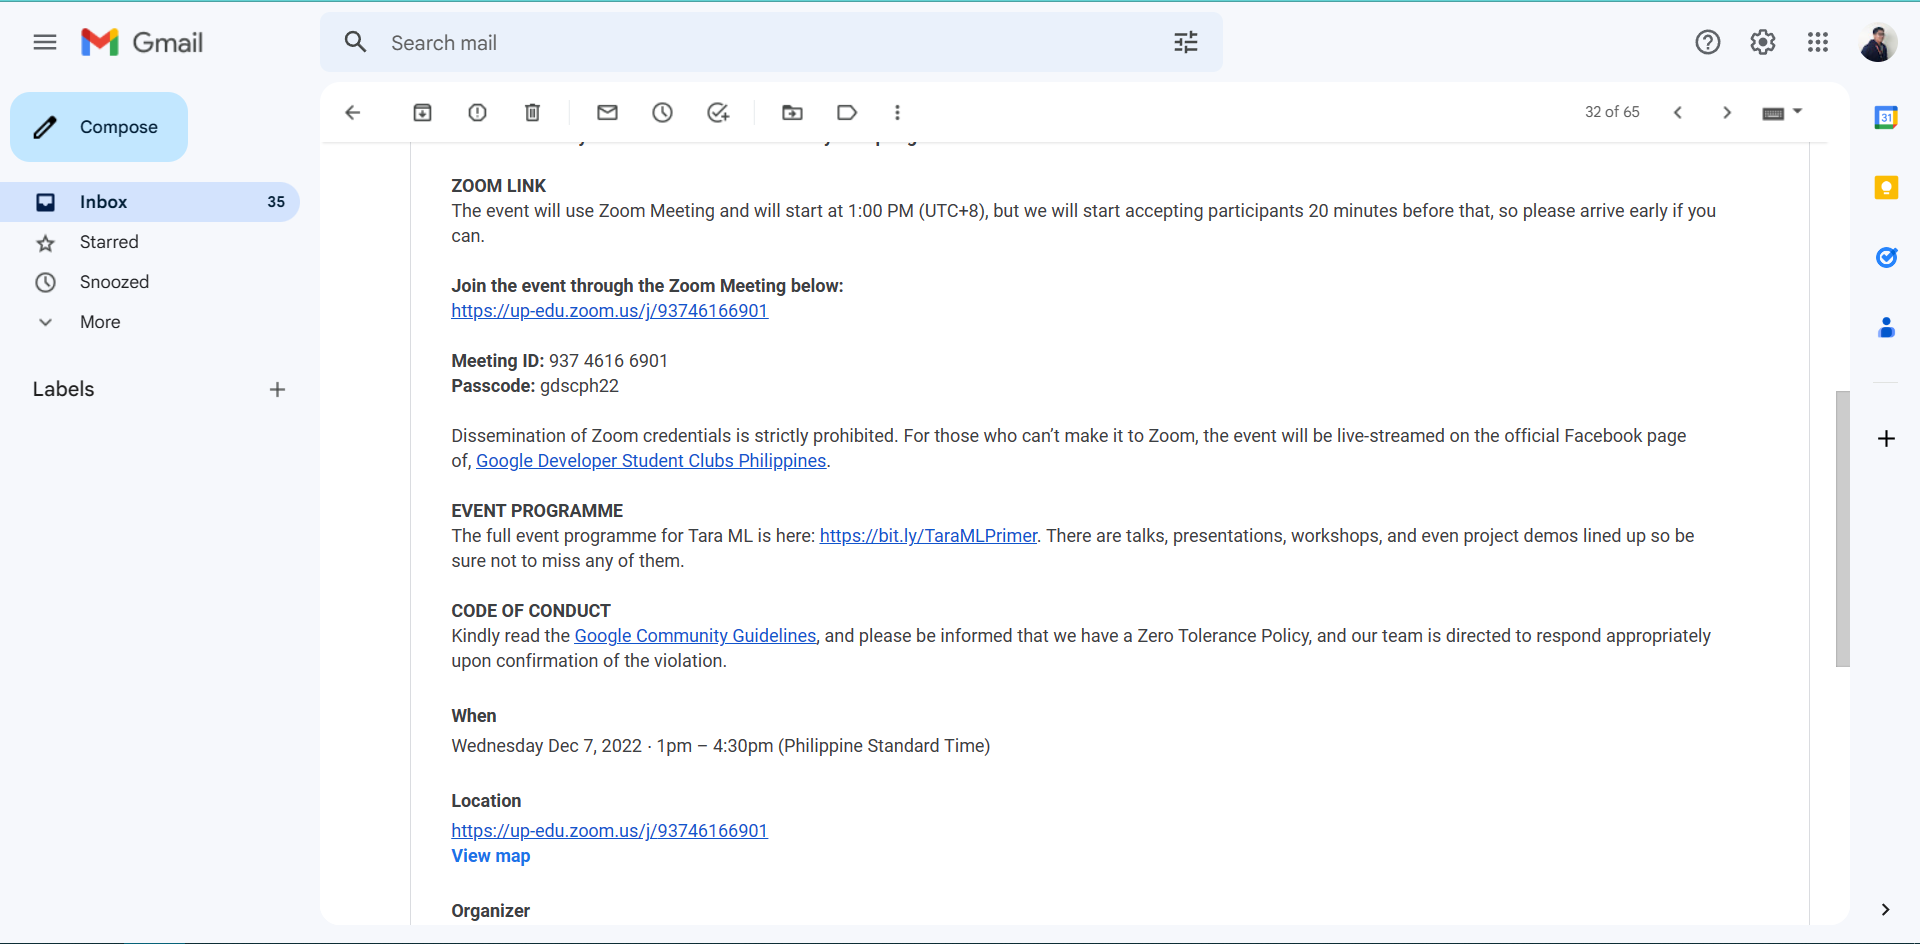 Gmail
Search mail
Compose
32 of 65
Inbox 35
Starred
Snoozed
More
Labels
ZOOM LINK
The event will use Zoom Meeting and will start at 1:00 PM (UTC+8), but we will start accepting participants 20 minutes before that, so please arrive early if you
can.
Join the event through the Zoom Meeting below:
https://up-edu.zoom.us/j/93746166901
Meeting ID: 937 4616 6901
Passcode: gdscph22
Dissemination of Zoom credentials is strictly prohibited. For those who can’t make it to Zoom, the event will be live-streamed on the official Facebook page
of, Google Developer Student Clubs Philippines.
EVENT PROGRAMME
The full event programme for Tara ML is here: https://bit.ly/TaraMLPrimer. There are talks, presentations, workshops, and even project demos lined up so be
sure not to miss any of them.
CODE OF CONDUCT
Kindly read the Google Community Guidelines, and please be informed that we have a Zero Tolerance Policy, and our team is directed to respond appropriately
upon confirmation of the violation.
When
Wednesday Dec 7, 2022 · 1pm – 4:30pm (Philippine Standard Time)
Location
https://up-edu.zoom.us/j/93746166901
View map
Organizer
31